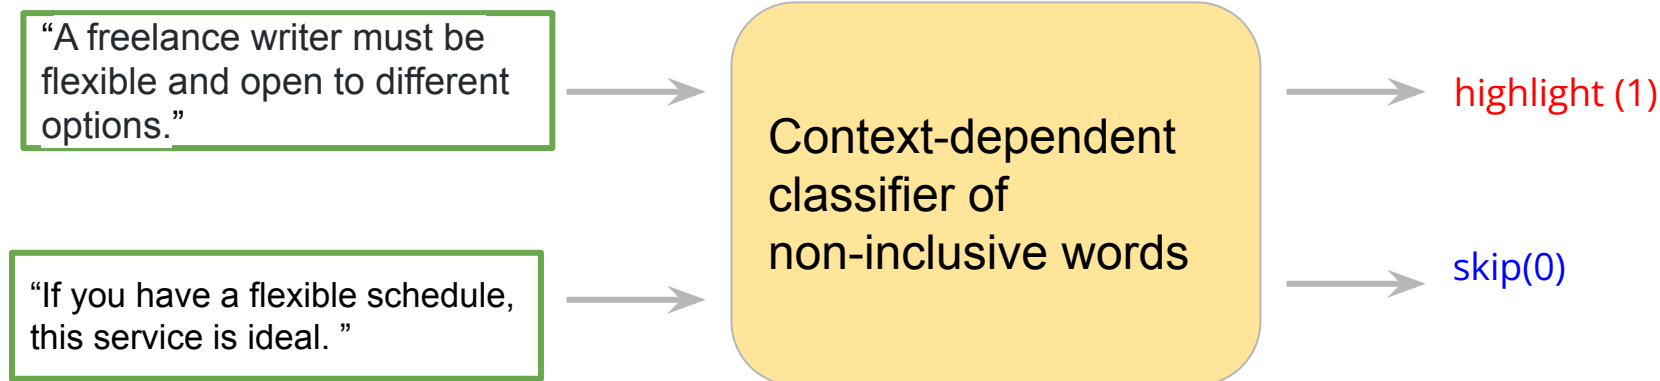 “A freelance writer must be
flexible and open to different
options.”
Context-dependent
classifier of
non-inclusive words
highlight (1)
“If you have a flexible schedule,
this service is ideal. ”
skip(0)